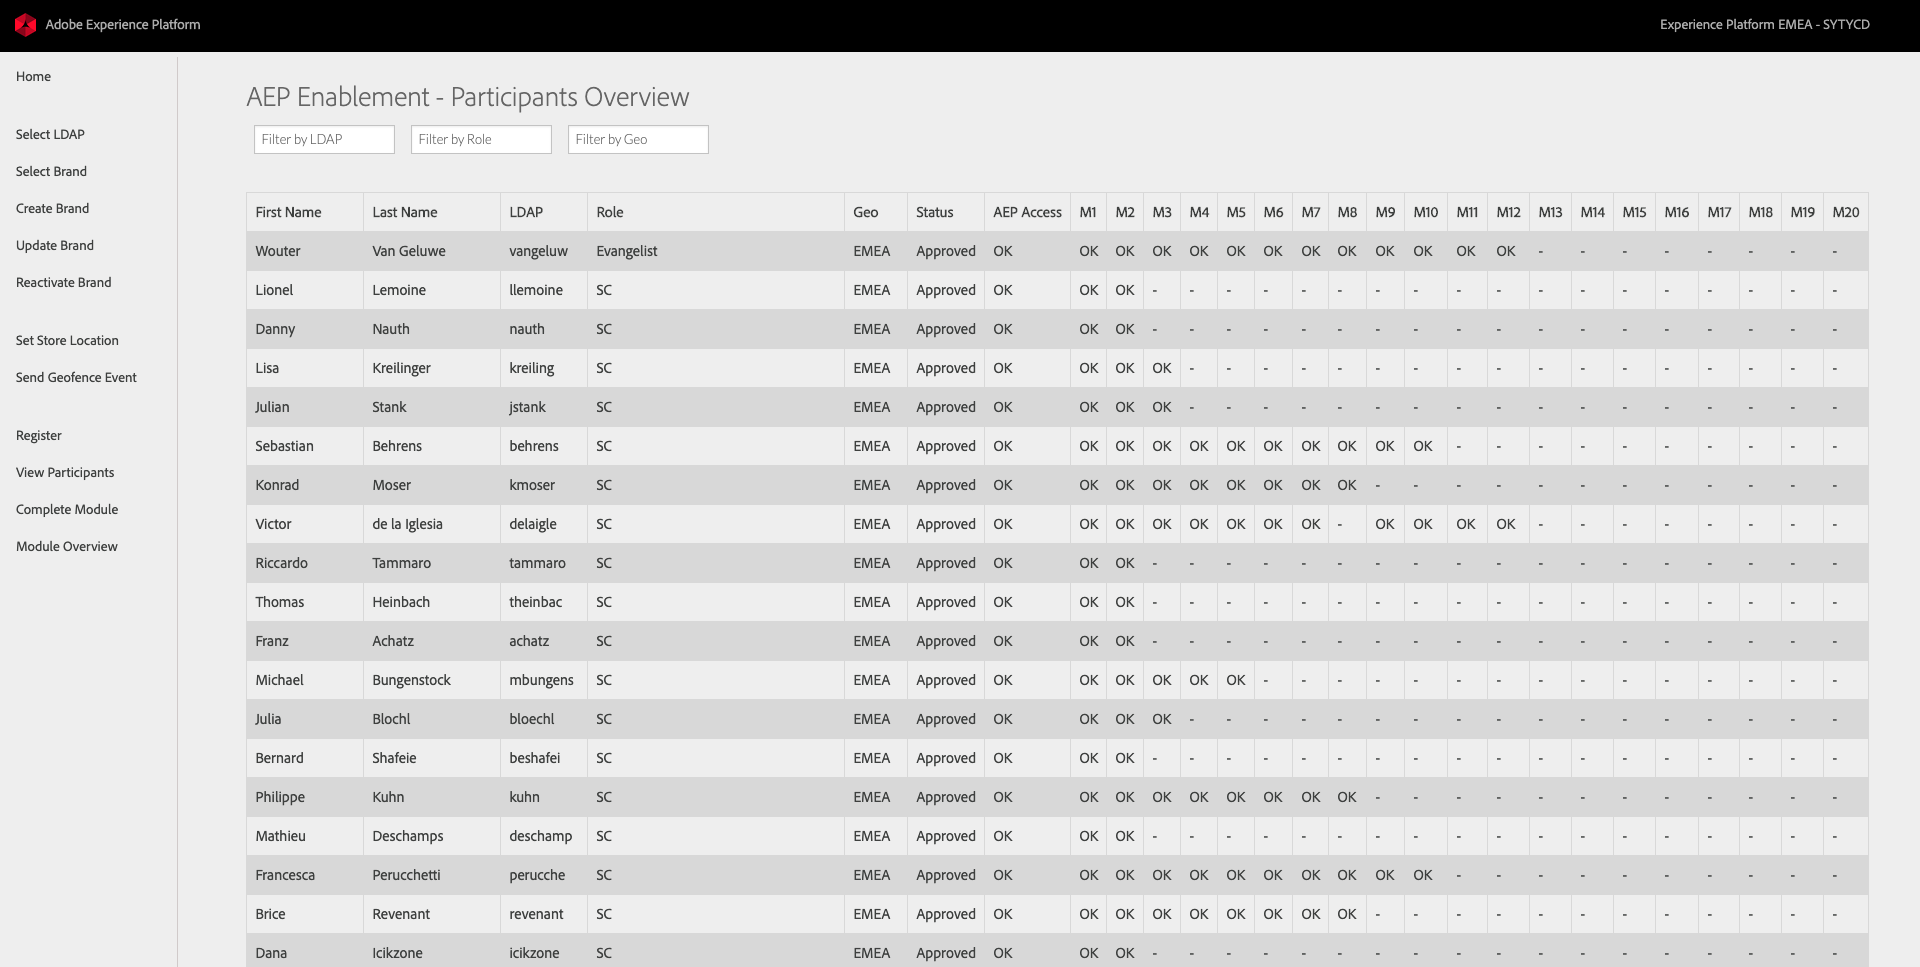 Adobe Experience Platform
Experience Platform EMEA - SYTYCD
Home
Select LDAP
Select Brand
Create Brand
Update Brand
Reactivate Brand
Set Store Location
Send Geofence Event
Register
View Participants
Complete Module
Module Overview
AEP Enablement - Participants Overview
Filter by LDAP Filter by Role Filter by Geo
First Name Last Name LDAP Role Geo Status AEP Access M1 M2 M3 M4 M5 M6 M7 M8 M9 M10 M11 M12 M13 M14 M15 M16 M17 M18 M19 M20
Wouter Van Geluwe vangeluw Evangelist EMEA Approved OK OK OK OK OK OK OK OK OK OK OK OK OK - - - - - - - -
Lionel Lemoine llemoine SC EMEA Approved OK OK OK - - - - - - - - - - - - - - - - - -
Danny Nauth nauth SC EMEA Approved OK OK OK - - - - - - - - - - - - - - - - - -
Lisa Kreilinger kreiling SC EMEA Approved OK OK OK OK - - - - - - - - - - - - - - - - -
Julian Stank jstank SC EMEA Approved OK OK OK OK - - - - - - - - - - - - - - - - -
Sebastian Behrens behrens SC EMEA Approved OK OK OK OK OK OK OK OK OK OK OK - - - - - - - - - -
Konrad Moser kmoser SC EMEA Approved OK OK OK OK OK OK OK OK OK - - - - - - - - - - - -
Victor de la Iglesia delaigle SC EMEA Approved OK OK OK OK OK OK OK OK - OK OK OK OK - - - - - - - -
Riccardo Tammaro tammaro SC EMEA Approved OK OK OK - - - - - - - - - - - - - - - - - -
Thomas Heinbach theinbac SC EMEA Approved OK OK OK - - - - - - - - - - - - - - - - - -
Franz Achatz achatz SC EMEA Approved OK OK OK - - - - - - - - - - - - - - - - - -
Michael Bungenstock mbungens SC EMEA Approved OK OK OK OK OK OK - - - - - - - - - - - - - - -
Julia Blochl bloechl SC EMEA Approved OK OK OK OK - - - - - - - - - - - - - - - - -
Bernard Shafeie beshafei SC EMEA Approved OK OK OK - - - - - - - - - - - - - - - - - -
Philippe Kuhn kuhn SC EMEA Approved OK OK OK OK OK OK OK OK OK - - - - - - - - - - - -
Mathieu Deschamps deschamp SC EMEA Approved OK OK OK - - - - - - - - - - - - - - - - - -
Francesca Perucchetti perucche SC EMEA Approved OK OK OK OK OK OK OK OK OK OK OK - - - - - - - - - -
Brice Revenant revenant SC EMEA Approved OK OK OK OK OK OK OK OK OK - - - - - - - - - - - -
Dana Icikzone icikzone SC EMEA Approved OK OK OK - - - - - - - - - - - - - - - - - -